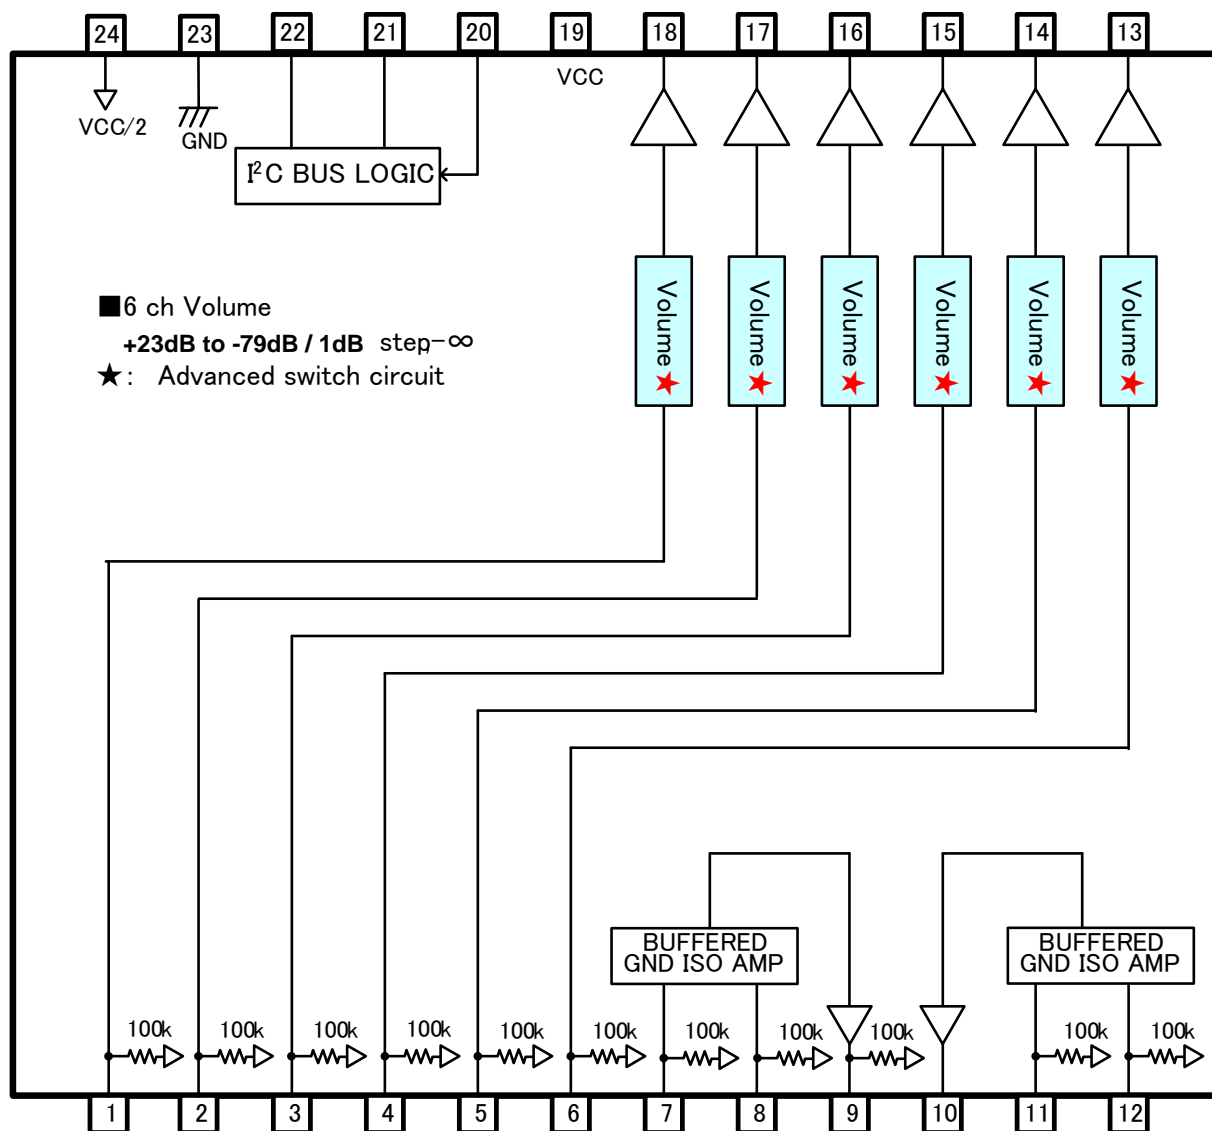 24 23 22 21 20 19 18 17 16 15 14 13
VCC
VCC/2
GND
I²C BUS LOGIC
Volume★ Volume★ Volume★ Volume★ Volume★ Volume★
■6 ch Volume
+23dB to -79dB / 1dB step-∞
★: Advanced switch circuit
BUFFERED
GND ISO AMP
BUFFERED
GND ISO AMP
100k 100k 100k 100k 100k 100k 100k 100k 100k 100k 100k
1 2 3 4 5 6 7 8 9 10 11 12